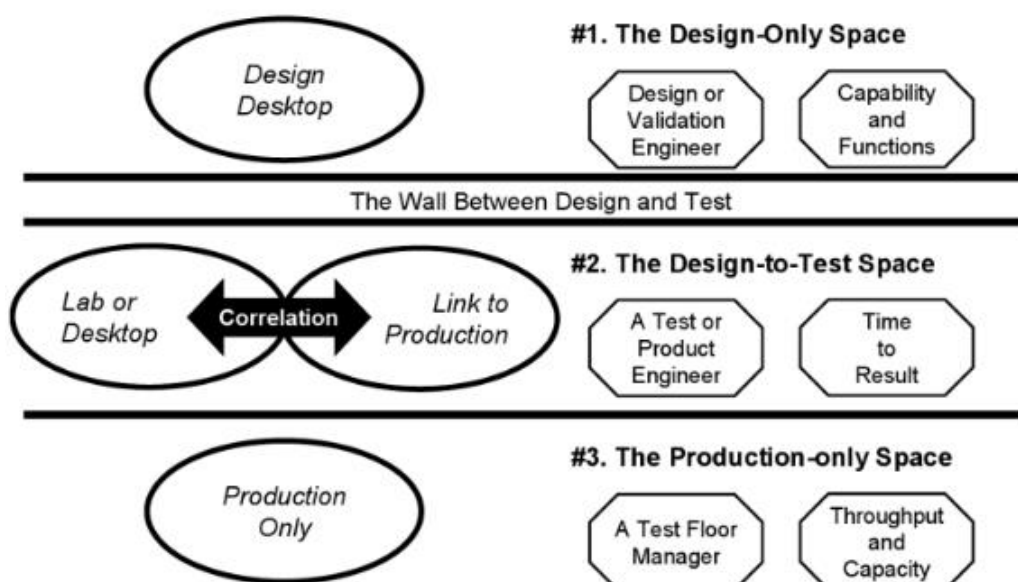 #1. The Design-Only Space
Design
Desktop
Design or
Validation
Engineer
Capability
and
Functions
The Wall Between Design and Test
#2. The Design-to-Test Space
Lab or
Desktop
Correlation
Link to
Production
A Test or
Product
Engineer
Time
to
Result
#3. The Production-only Space
Production
Only
A Test Floor
Manager
Throughput
and
Capacity